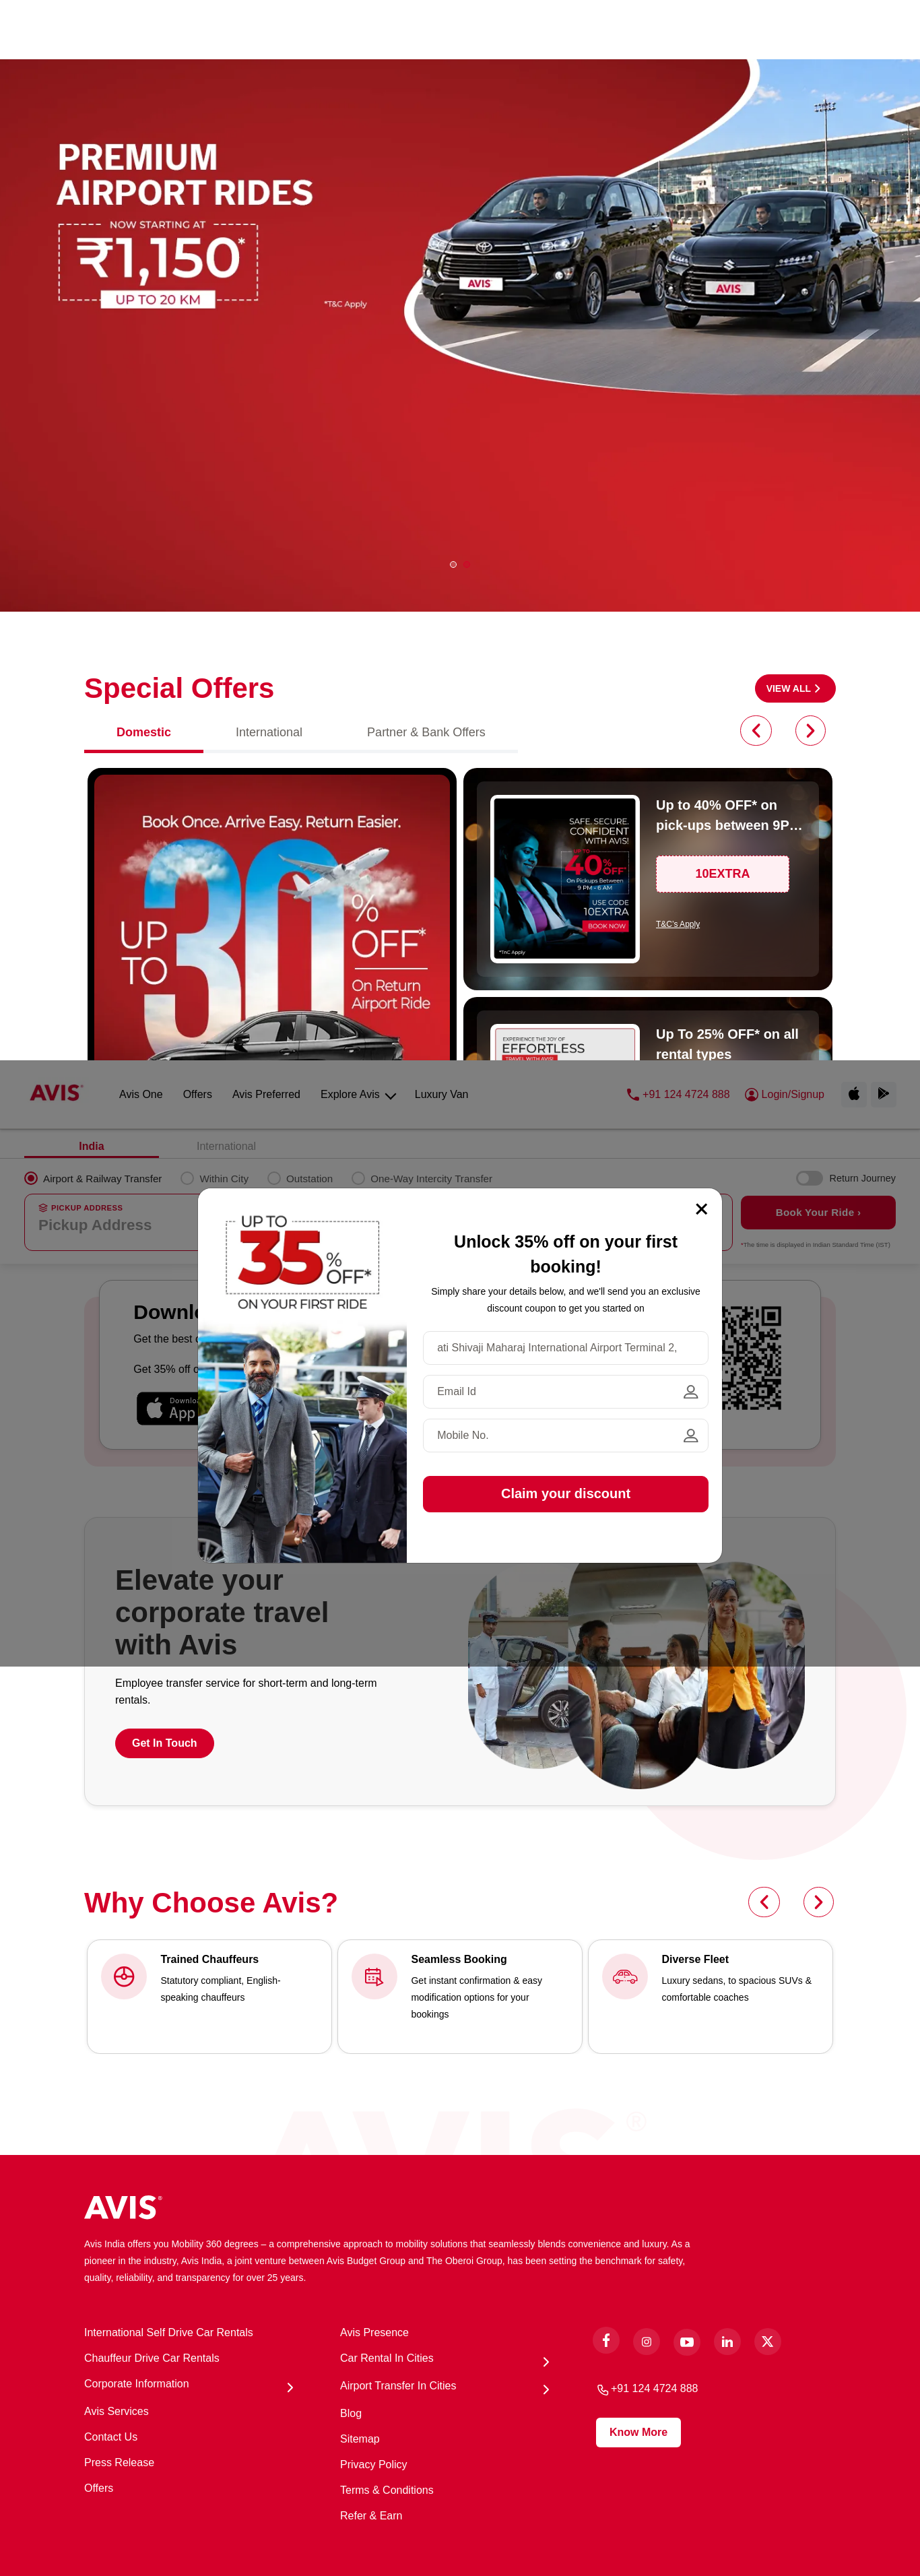 PREMIUM
AIRPORT RIDES
NOW STARTING AT
₹1,150*
UP TO 20 KM
*T&C Apply
AVIS
AVIS
Special Offers
VIEW ALL
Domestic
International
Partner & Bank Offers
Book Once. Arrive Easy. Return Easier.
UP TO 30% OFF*
On Return
Airport Ride
SAFE. SECURE.
CONFIDENT
WITH AVIS!
UP TO
40% OFF*
On Pickups Between
9 PM - 6 AM
USE CODE
10EXTRA
BOOK NOW
*TnC Apply
Up to 40% OFF* on
pick-ups between 9P...
10EXTRA
T&C's Apply
EXPERIENCE THE JOY OF
EFFORTLESS
TRAVEL WITH AVIS!
Up To 25% OFF* on all
rental types
AVIS
Avis One
Offers
Avis Preferred
Explore Avis
Luxury Van
+91 124 4724 888
Login/Signup
India
International
Airport & Railway Transfer
Within City
Outstation
One-Way Intercity Transfer
Return Journey
PICKUP ADDRESS
Pickup Address
Book Your Ride ›
*The time is displayed in Indian Standard Time (IST)
UP TO
35% OFF*
ON YOUR FIRST RIDE
Unlock 35% off on your first
booking!
Simply share your details below, and we'll send you an exclusive
discount coupon to get you started on
ati Shivaji Maharaj International Airport Terminal 2,
Email Id
Mobile No.
Claim your discount
Get the best
Get 35% off
App
Elevate your
corporate travel
with Avis
Employee transfer service for short-term and long-term
rentals.
Get In Touch
Why Choose Avis?
Trained Chauffeurs
Statutory compliant, English-
speaking chauffeurs
Seamless Booking
Get instant confirmation & easy
modification options for your
bookings
Diverse Fleet
Luxury sedans, to spacious SUVs &
comfortable coaches
AVIS®
AVIS®
Avis India offers you Mobility 360 degrees – a comprehensive approach to mobility solutions that seamlessly blends convenience and luxury. As a
pioneer in the industry, Avis India, a joint venture between Avis Budget Group and The Oberoi Group, has been setting the benchmark for safety,
quality, reliability, and transparency for over 25 years.
International Self Drive Car Rentals
Chauffeur Drive Car Rentals
Corporate Information
Avis Services
Contact Us
Press Release
Offers
Avis Presence
Car Rental In Cities
Airport Transfer In Cities
Blog
Sitemap
Privacy Policy
Terms & Conditions
Refer & Earn
+91 124 4724 888
Know More